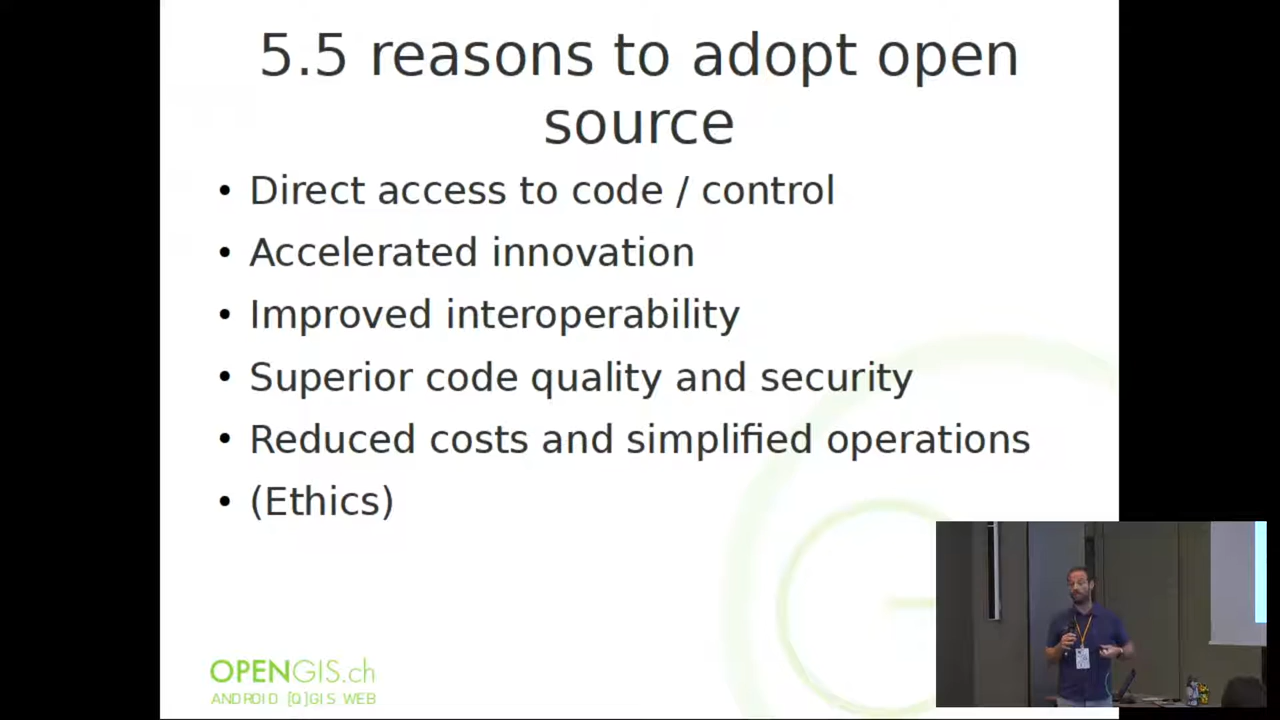 5.5 reasons to adopt open
source
• Direct access to code / control
• Accelerated innovation
• Improved interoperability
• Superior code quality and security
• Reduced costs and simplified operations
• (Ethics)
OPENGIS.ch
ANDROID [Q]GIS WEB